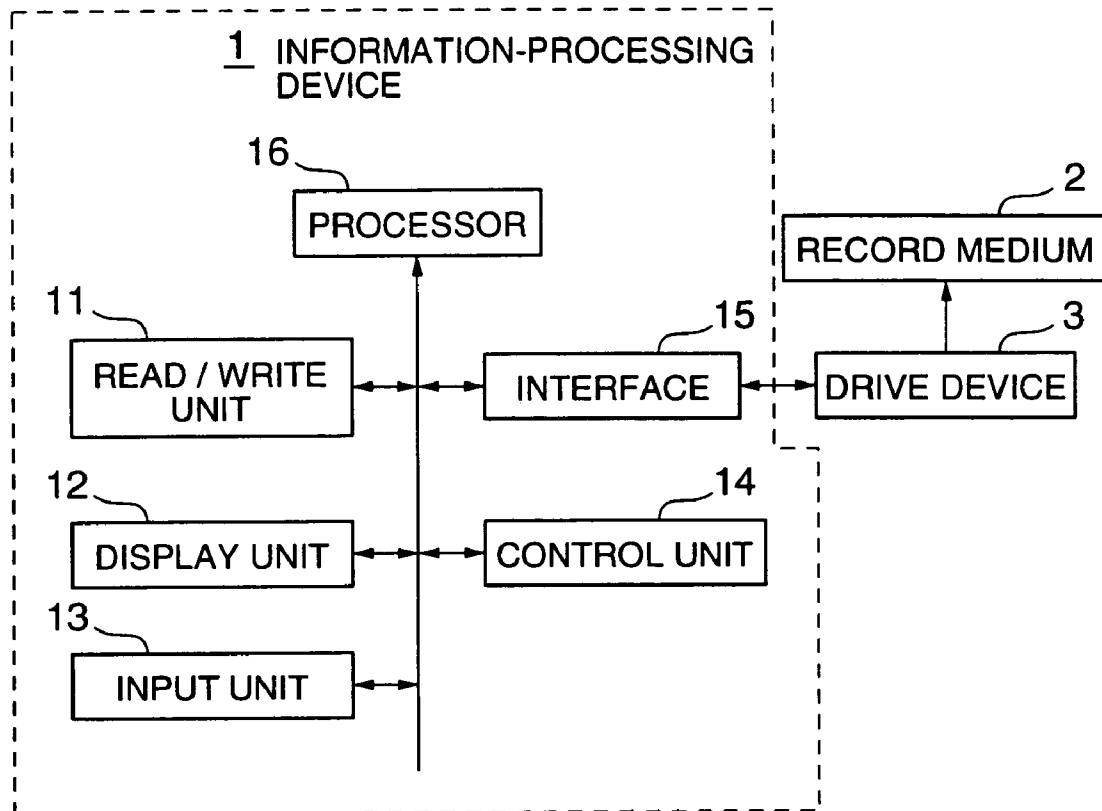 1 INFORMATION-PROCESSING
DEVICE
16
PROCESSOR
2
RECORD MEDIUM
11
READ / WRITE
UNIT
15
INTERFACE
3
DRIVE DEVICE
12
DISPLAY UNIT
14
CONTROL UNIT
13
INPUT UNIT